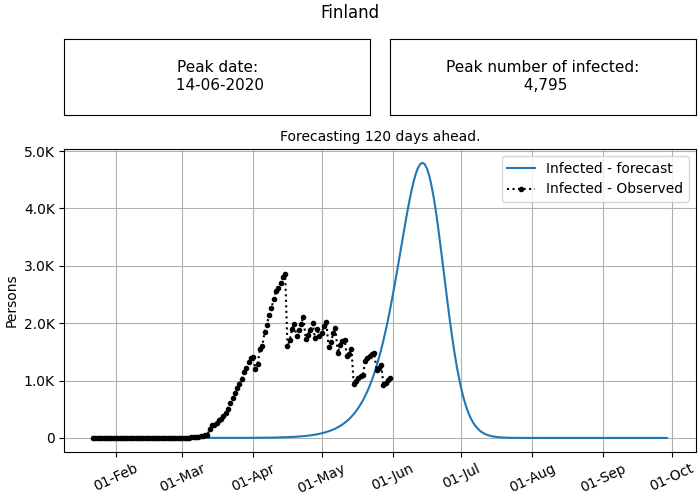 Finland
Peak date:
14-06-2020
Peak number of infected:
4,795
Forecasting 120 days ahead.
5.0K
4.0K
3.0K
2.0K
1.0K
0
Persons
Infected - forecast
Infected - Observed
01-Feb
01-Mar
01-Apr
01-May
01-Jun
01-Jul
01-Aug
01-Sep
01-Oct